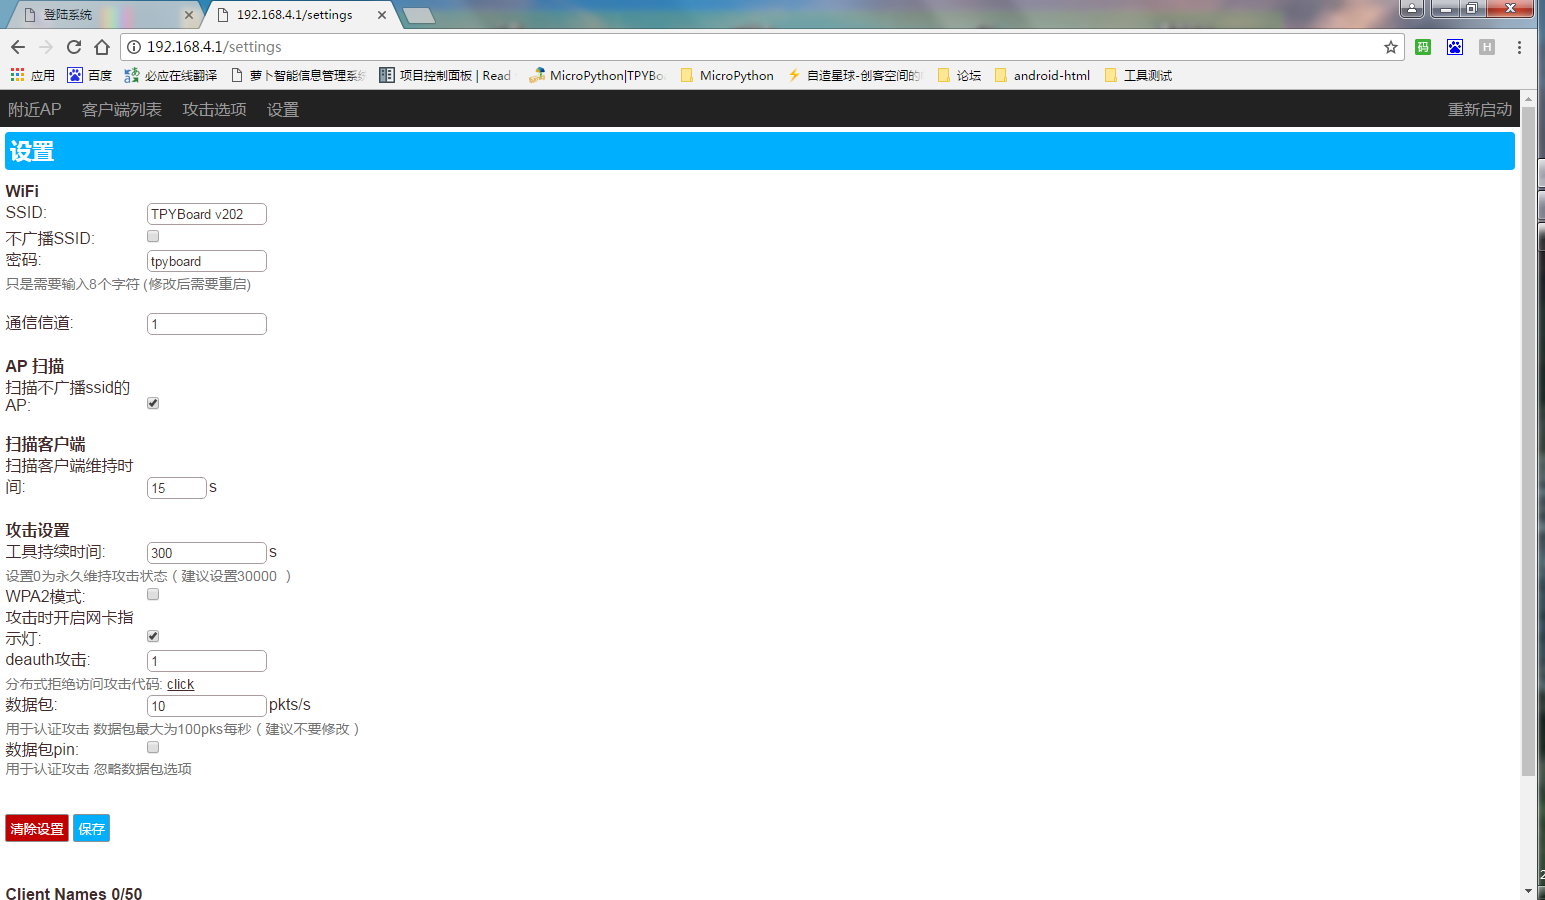 登陆系统
192.168.4.1/settings
192.168.4.1/settings
码
H
应用
百度
必应在线翻译
萝卜智能信息管理系统
项目控制面板 | Read
MicroPython|TPYBo
MicroPython
自造星球-创客空间的
论坛
android-html
工具测试
附近AP
客户端列表
攻击选项
设置
重新启动
设置
WiFi
SSID: TPYBoard v202
不广播SSID:
密码: tpyboard
只是需要输入8个字符 (修改后需要重启)
通信信道: 1
AP 扫描
扫描不广播ssid的
AP:
扫描客户端
扫描客户端维持时
间: 15 s
攻击设置
工具持续时间: 300 s
设置0为永久维持攻击状态（建议设置30000 ）
WPA2模式:
攻击时开启网卡指
示灯:
deauth攻击: 1
分布式拒绝访问攻击代码: click
数据包: 10 pkts/s
用于认证攻击 数据包最大为100pks每秒（建议不要修改）
数据包pin:
用于认证攻击 忽略数据包选项
清除设置 保存
Client Names 0/50